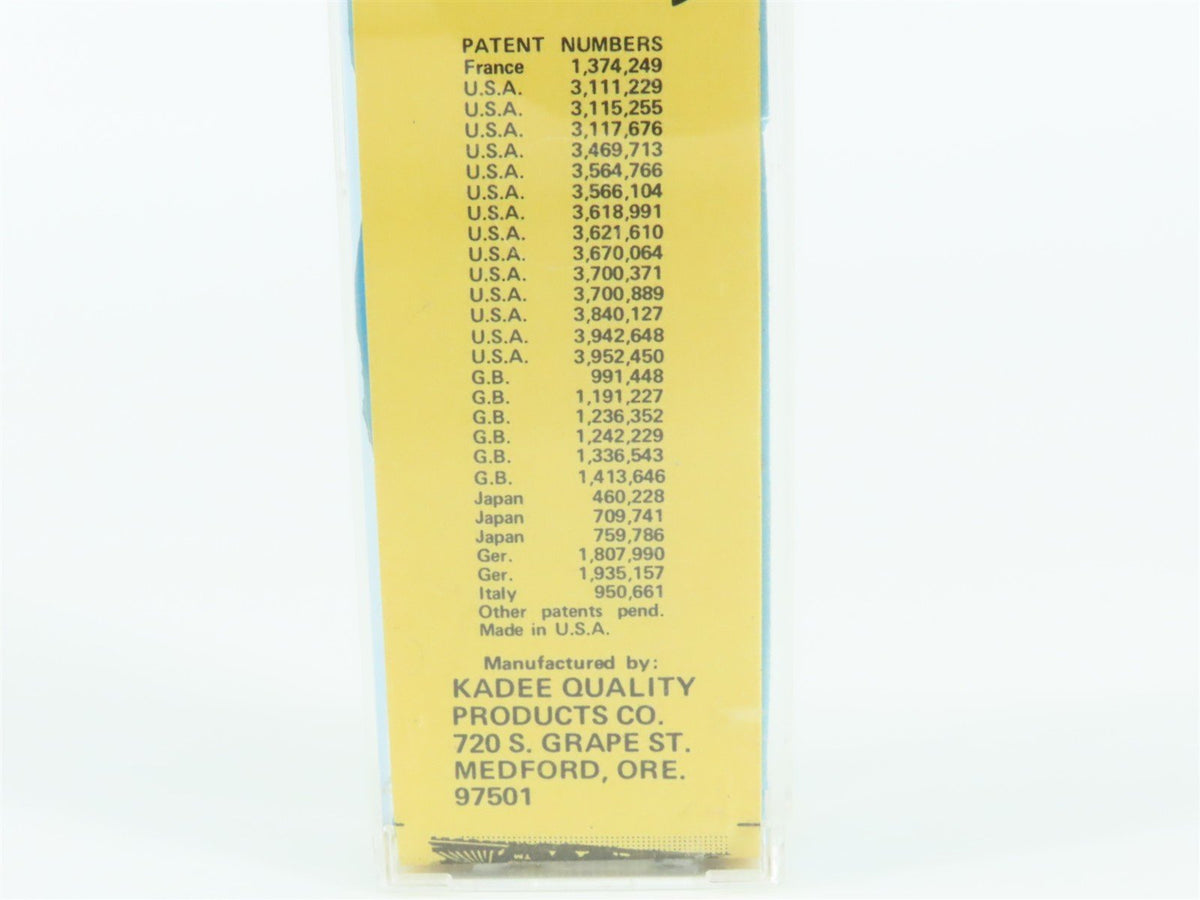 PATENT NUMBERS
France 1,374,249
U.S.A. 3,111,229
U.S.A. 3,115,255
U.S.A. 3,117,676
U.S.A. 3,469,713
U.S.A. 3,564,766
U.S.A. 3,566,104
U.S.A. 3,618,991
U.S.A. 3,621,610
U.S.A. 3,670,064
U.S.A. 3,700,371
U.S.A. 3,700,889
U.S.A. 3,840,127
U.S.A. 3,942,648
U.S.A. 3,952,450
G.B. 991,448
G.B. 1,191,227
G.B. 1,236,352
G.B. 1,242,229
G.B. 1,336,543
G.B. 1,413,646
Japan 460,228
Japan 709,741
Japan 759,786
Ger. 1,807,990
Ger. 1,935,157
Italy 950,661
Other patents pend.
Made in U.S.A.
Manufactured by:
KADEE QUALITY
PRODUCTS CO.
720 S. GRAPE ST.
MEDFORD, ORE.
97501
TM